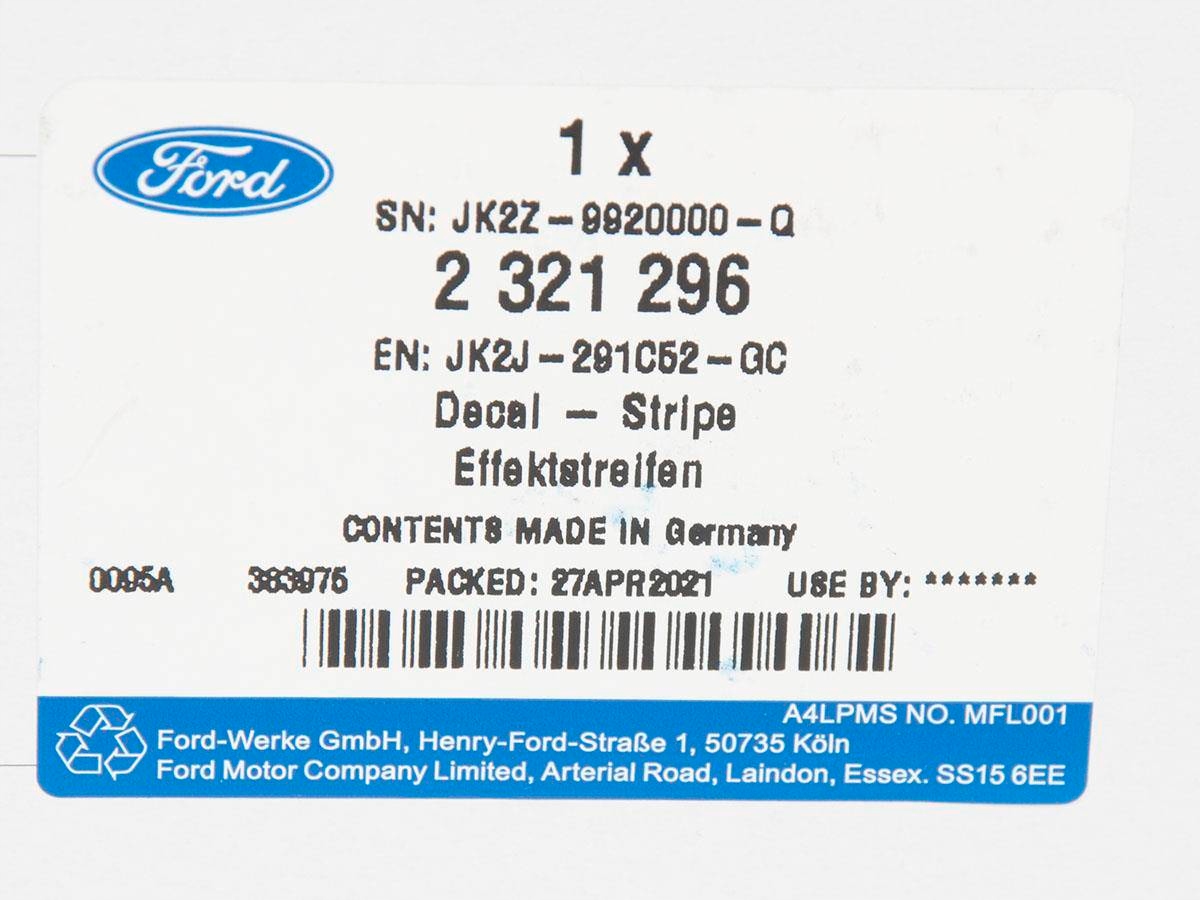 Ford
1 x
SN: JK2Z-9920000-Q
2 321 296
EN: JK2J-291C52-GC
Decal - Stripe
Effektstreifen
CONTENTS MADE IN Germany
0095A 383975 PACKED: 27APR2021 USE BY: *******
A4LPMS NO. MFL001
Ford-Werke GmbH, Henry-Ford-Straße 1, 50735 Köln
Ford Motor Company Limited, Arterial Road, Laindon, Essex. SS15 6EE